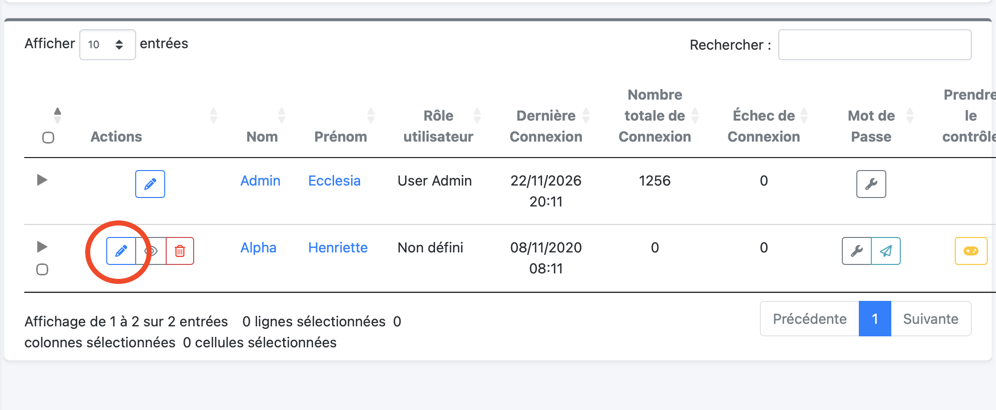 Afficher 10 entrées Rechercher :
Nombre Prendre
Rôle Dernière totale de Échec de Mot de le
Actions Nom Prénom utilisateur Connexion Connexion Connexion Passe contrôle
Admin Ecclesia User Admin 22/11/2026 1256 0
20:11
Alpha Henriette Non défini 08/11/2020 0 0
08:11
Affichage de 1 à 2 sur 2 entrées 0 lignes sélectionnées 0
colonnes sélectionnées 0 cellules sélectionnées
Précédente 1 Suivante